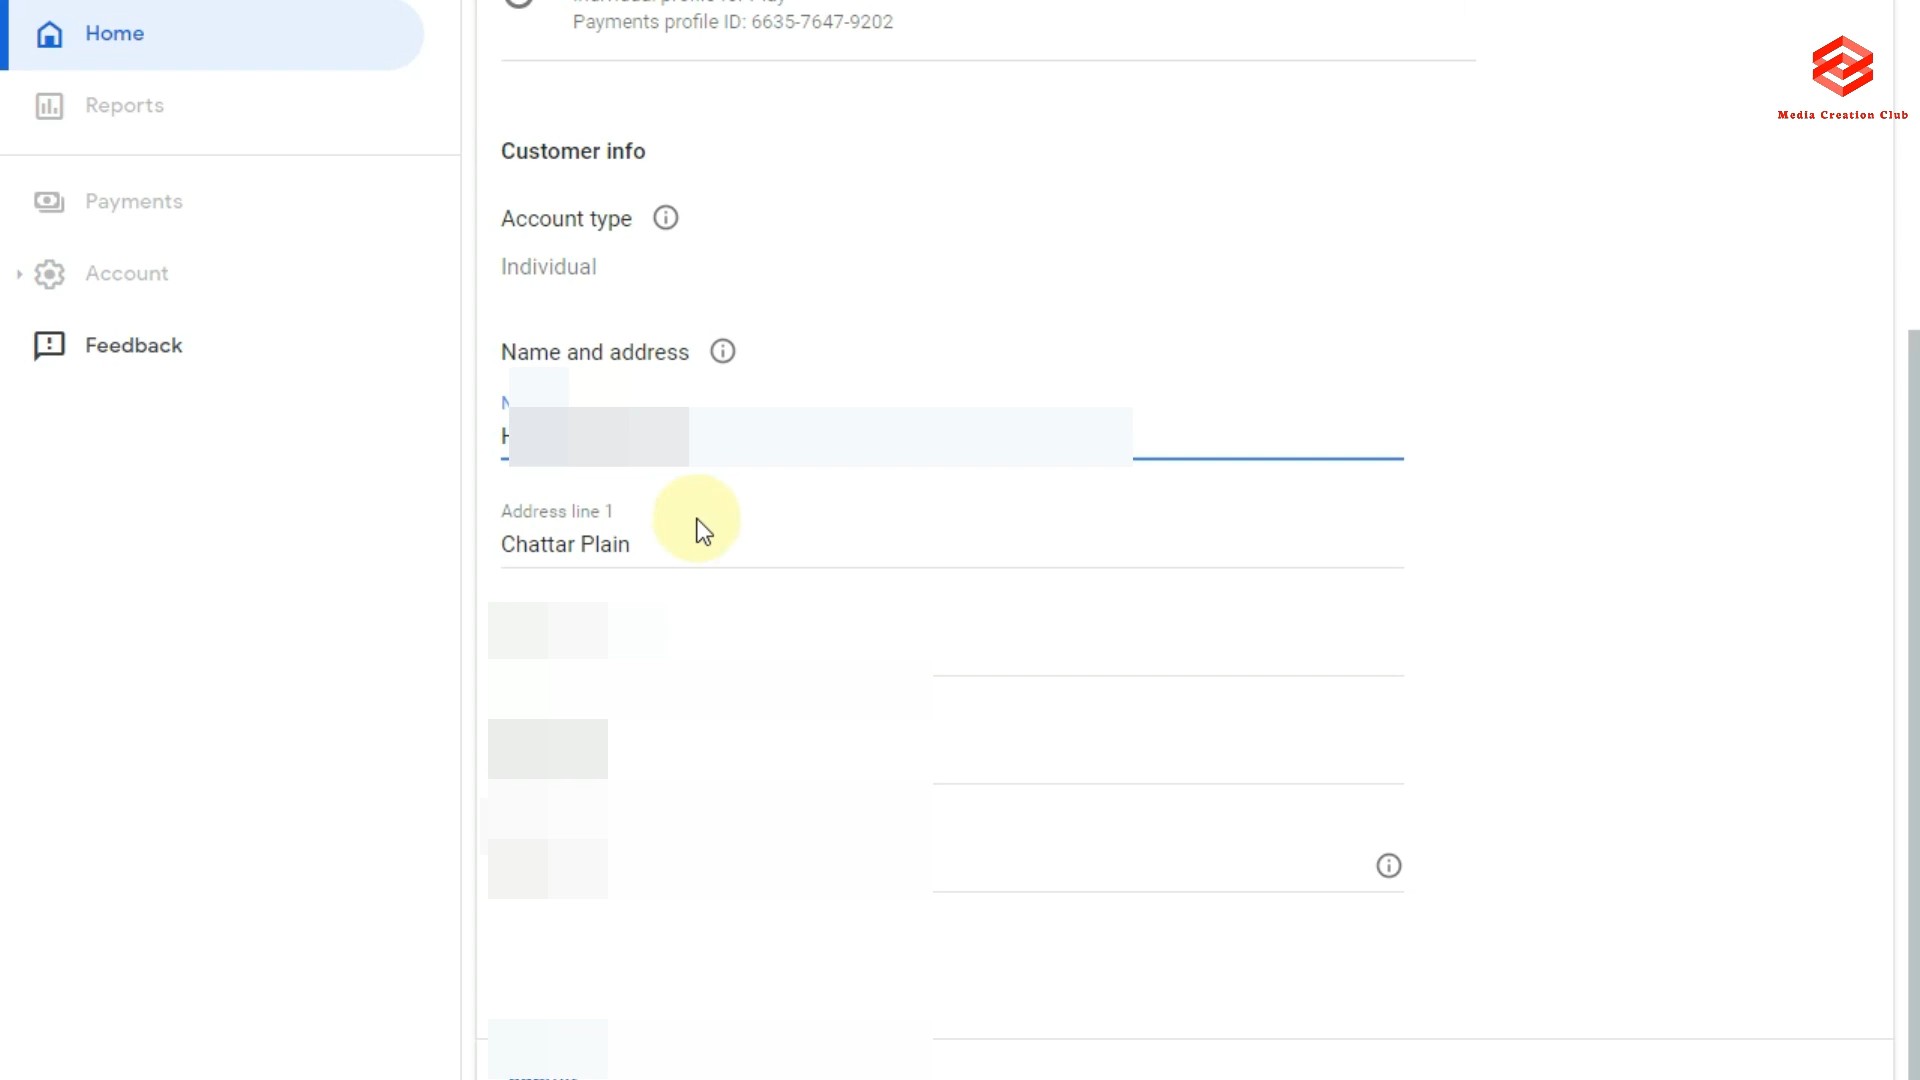 Home
Reports
Payments
Account
Feedback
Payments profile ID: 6635-7647-9202
Customer info
Account type
Individual
Name and address
Address line 1
Chattar Plain
Media Creation Club